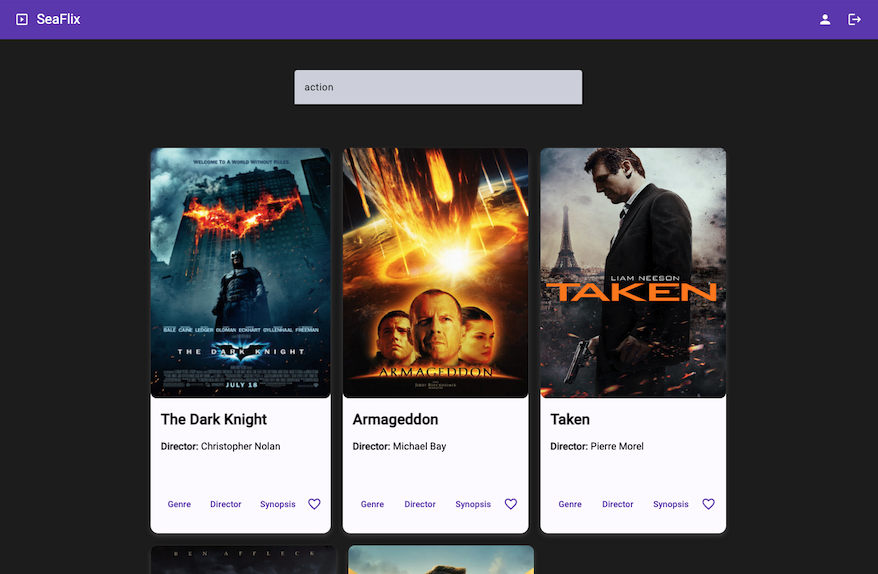 SeaFlix
action
WELCOME TO A WORLD WITHOUT RULES.
BALE CAINE LEDGER OLDMAN ECKHART GYLLENHAAL FREEMAN
THE DARK KNIGHT
JULY 18
ARMAGEDDON
LIAM NEESON
TAKEN
The Dark Knight
Director: Christopher Nolan
Genre Director Synopsis
Armageddon
Director: Michael Bay
Genre Director Synopsis
Taken
Director: Pierre Morel
Genre Director Synopsis
BEN AFFLECK